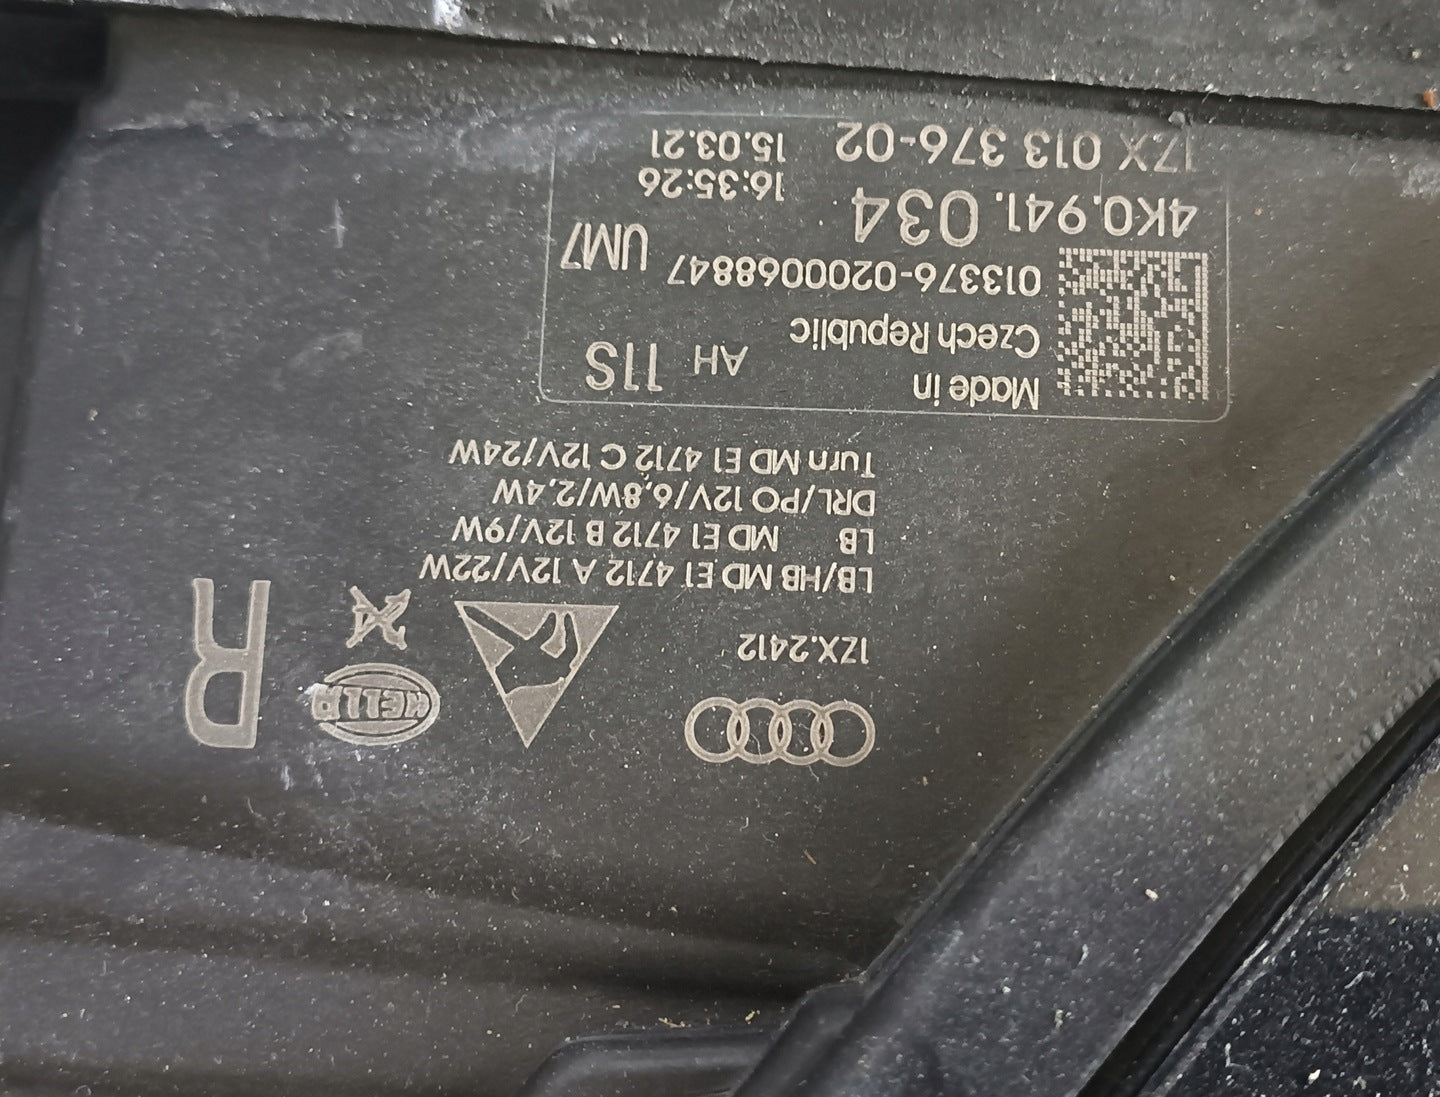 R
HELLA
1ZX.2412
LB/HB MD E1 4712 A 12V/22W
LB MD E1 4712 B 12V/9W
DRL/PO 12V/6,8W/2,4W
Turn MD E1 4712 C 12V/24W
Made in
Czech Republic
AH 11S
013376-0200068847
UM7
4K0.941.034
16:35:26
1ZX 013 376-02
15.03.21